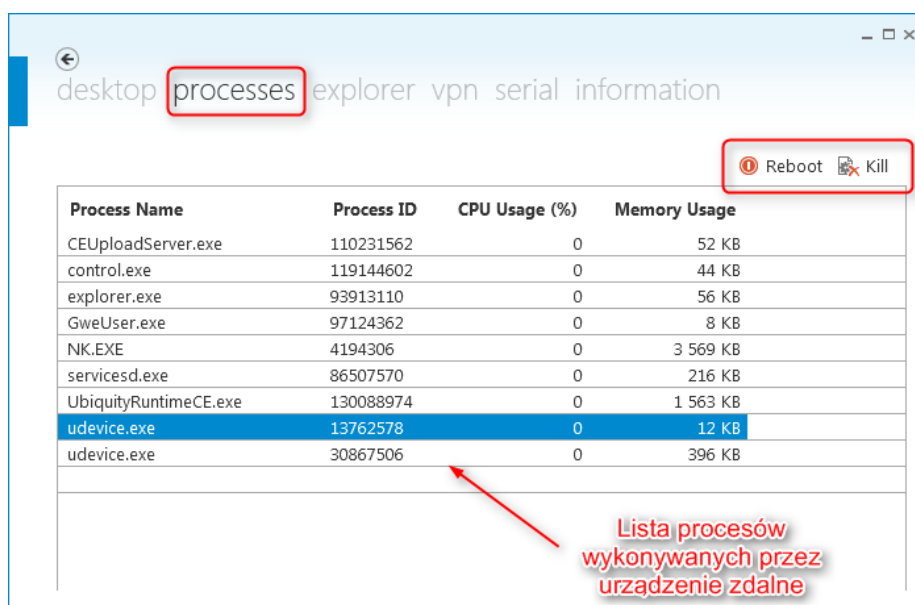 desktop processes explorer vpn serial information
Reboot Kill
Process Name Process ID CPU Usage (%) Memory Usage
CEUploadServer.exe 110231562 0 52 KB
control.exe 119144602 0 44 KB
explorer.exe 93913110 0 56 KB
GweUser.exe 97124362 0 8 KB
NK.EXE 4194306 0 3 569 KB
servicesd.exe 86507570 0 216 KB
UbiquityRuntimeCE.exe 130088974 0 1 563 KB
udevice.exe 13762578 0 12 KB
udevice.exe 30867506 0 396 KB
Lista procesów
wykonywanych przez
urządzenie zdalne